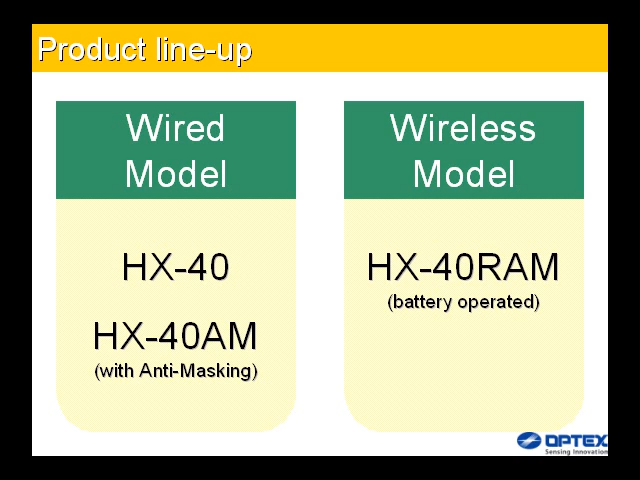 Product line-up
Wired
Model
HX-40
HX-40AM
(with Anti-Masking)
Wireless
Model
HX-40RAM
(battery operated)
OPTEX
Sensing Innovation